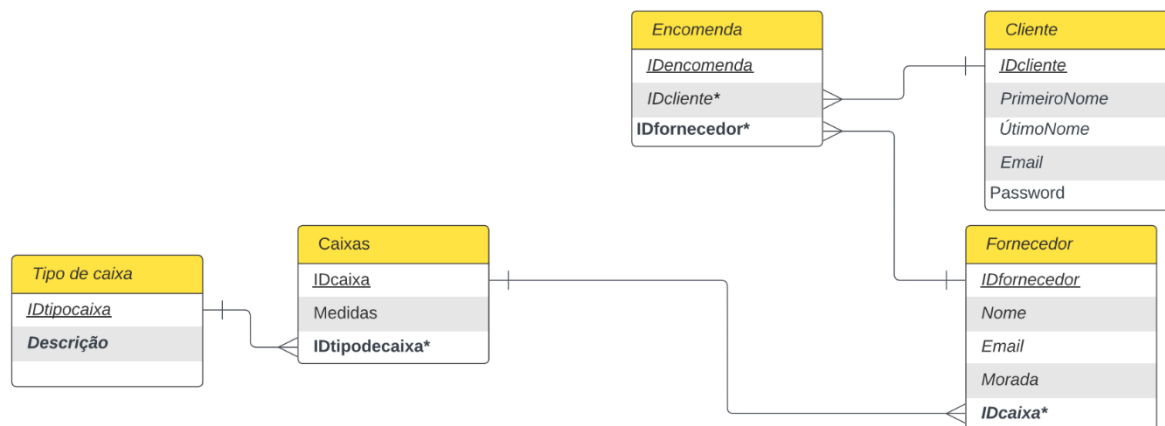 Encomenda
IDencomenda
IDcliente*
IDfornecedor*
Cliente
IDcliente
PrimeiroNome
ÚtimoNome
Email
Password
Tipo de caixa
IDtipocaixa
Descrição
Caixas
IDcaixa
Medidas
IDtipodecaixa*
Fornecedor
IDfornecedor
Nome
Email
Morada
IDcaixa*